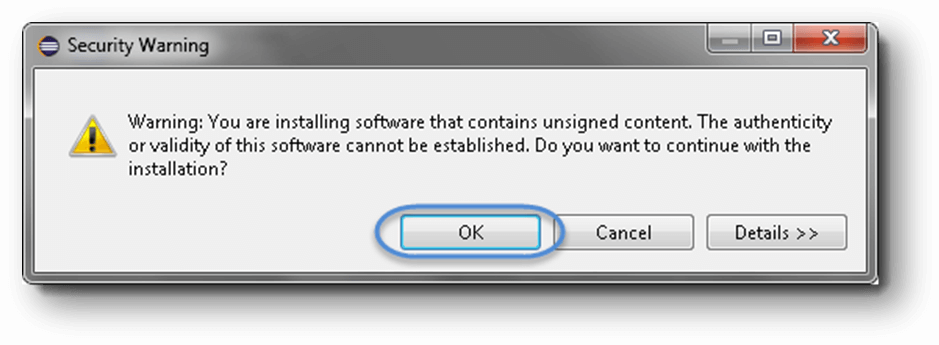 Security Warning
Warning: You are installing software that contains unsigned content. The authenticity
or validity of this software cannot be established. Do you want to continue with the
installation?
OK
Cancel
Details >>